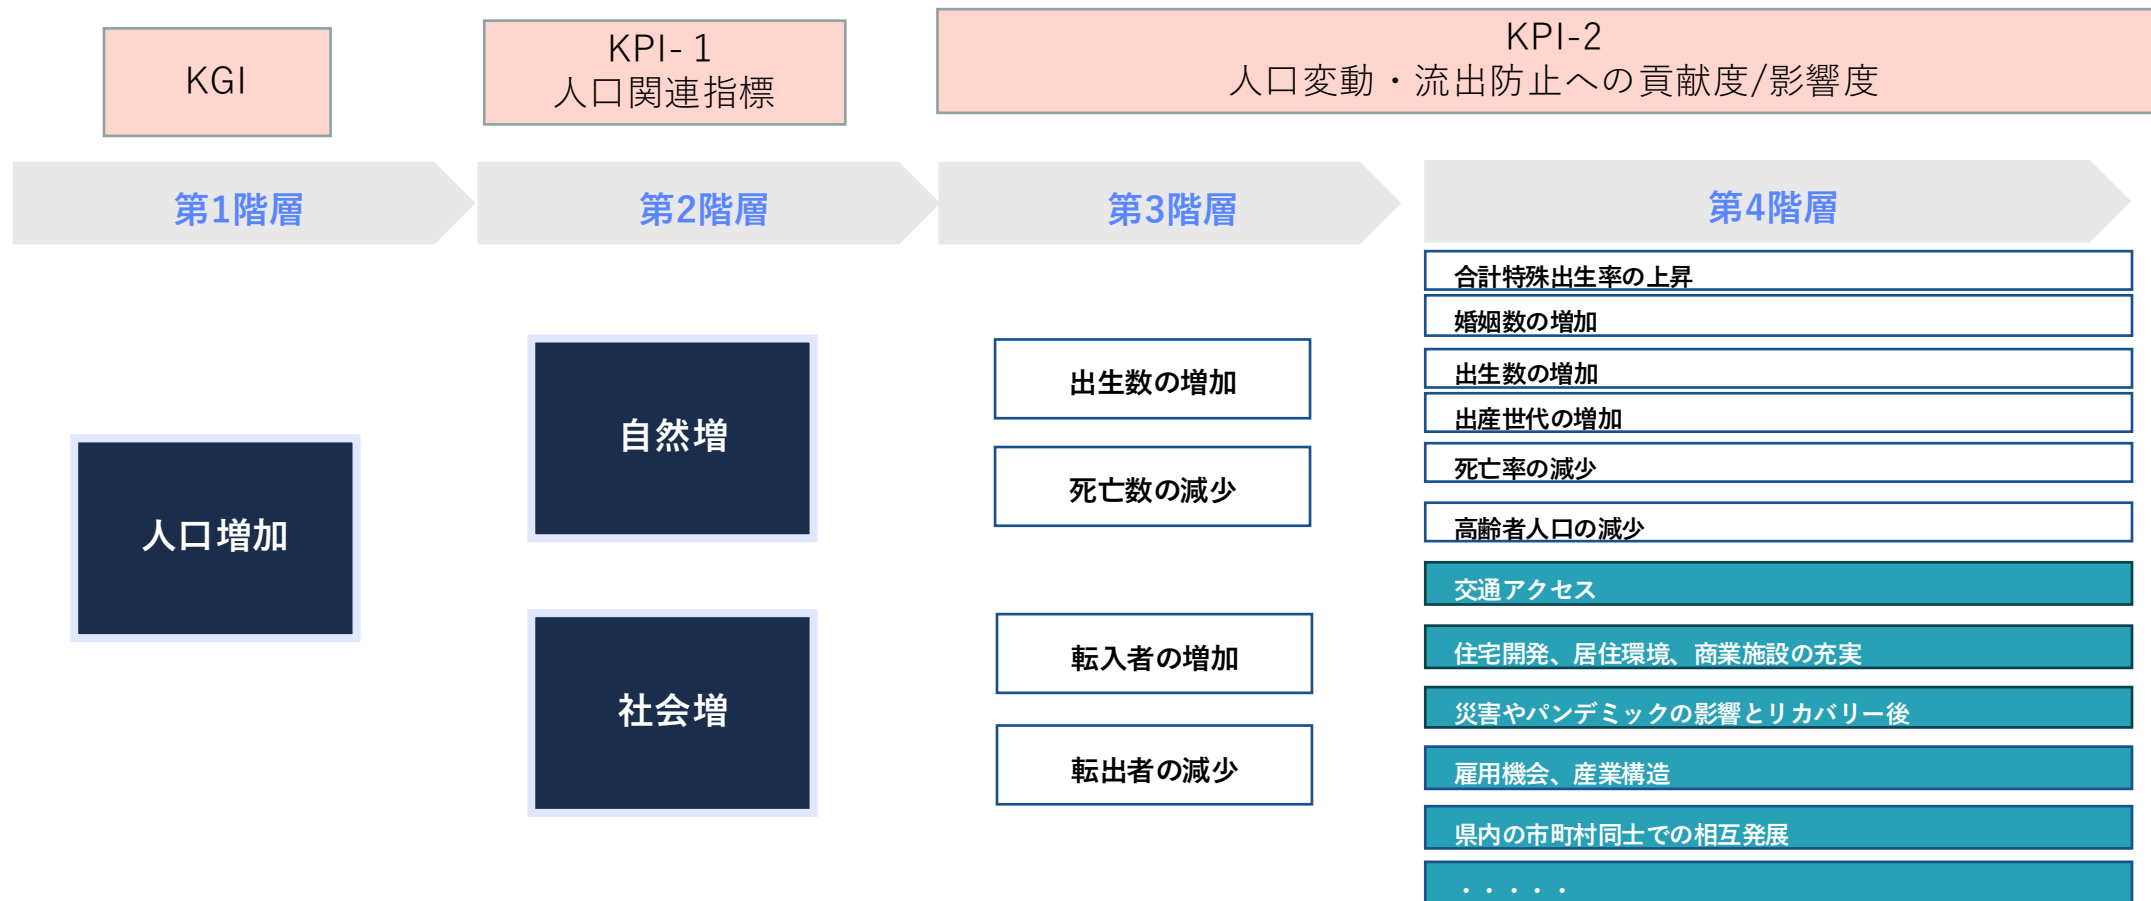 KGI
KPI-１
人口関連指標
KPI-2
人口変動・流出防止への貢献度/影響度
第1階層
第2階層
第3階層
第4階層
人口増加
自然増
社会増
出生数の増加
死亡数の減少
転入者の増加
転出者の減少
合計特殊出生率の上昇
婚姻数の増加
出生数の増加
出産世代の増加
死亡率の減少
高齢者人口の減少
交通アクセス
住宅開発、居住環境、商業施設の充実
災害やパンデミックの影響とリカバリー後
雇用機会、産業構造
県内の市町村同士での相互発展
・・・・・